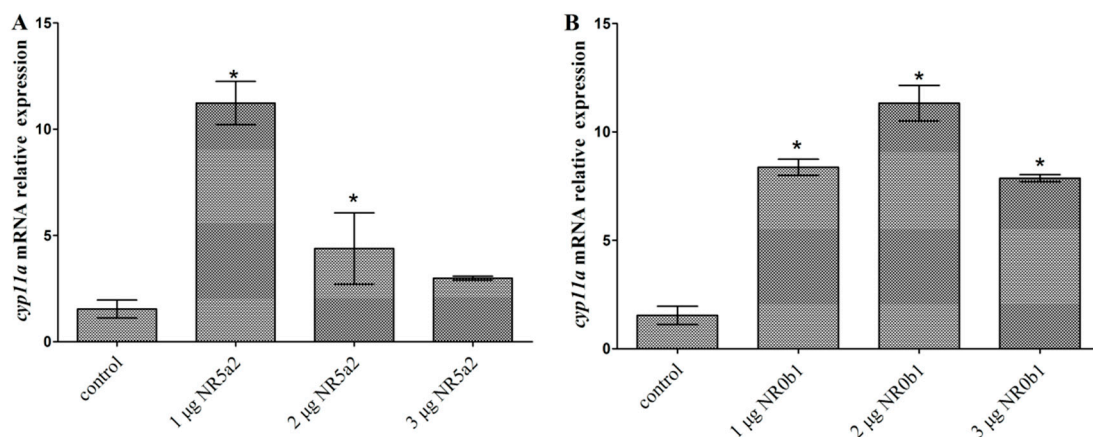 A
cyp11a mRNA relative expression
15
10
5
0
*
*
control
1 µg NR5a2
2 µg NR5a2
3 µg NR5a2
B
cyp11a mRNA relative expression
15
10
5
0
*
*
*
control
1 µg NR0b1
2 µg NR0b1
3 µg NR0b1